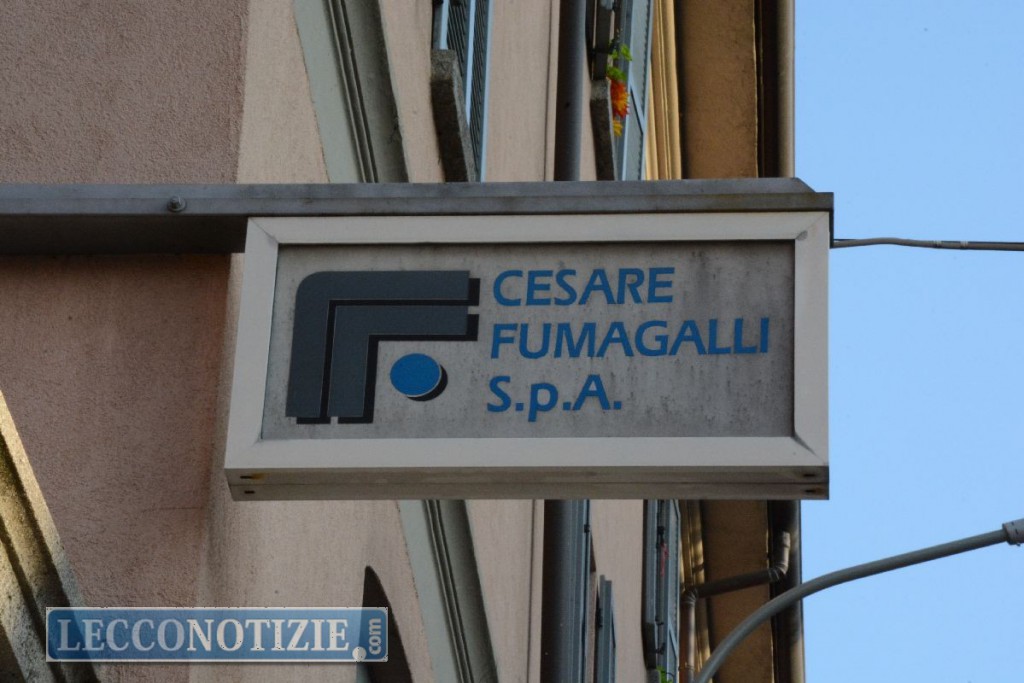 CESARE
FUMAGALLI
S.p.A.
LECCONOTIZIE.com